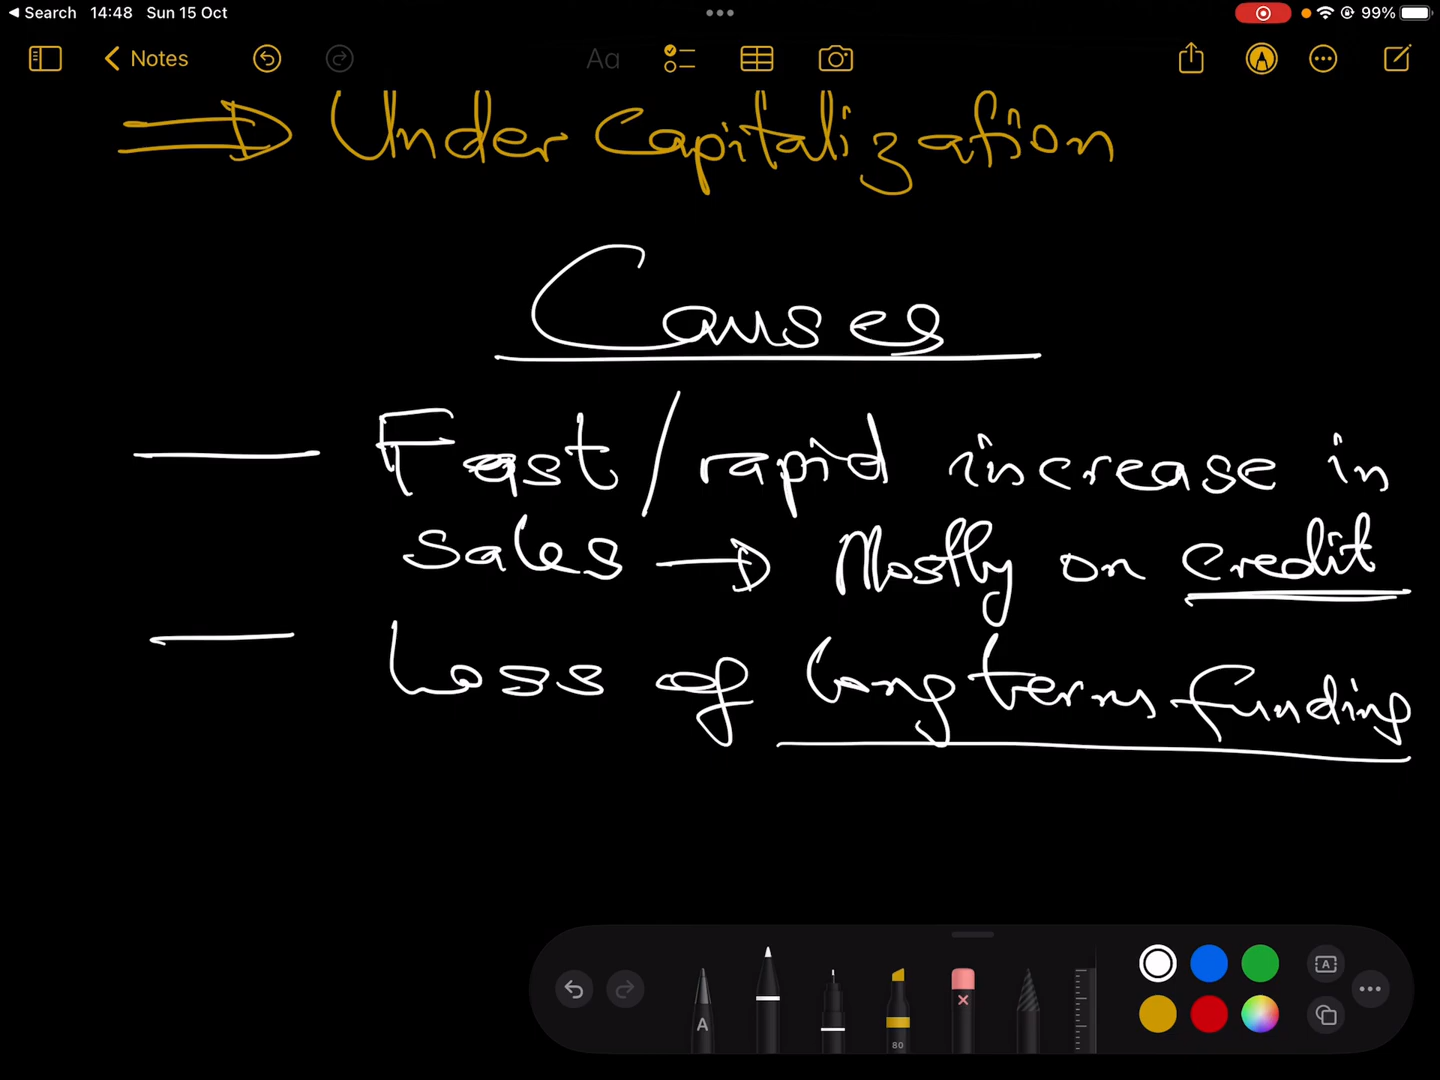 Search 14:48 Sun 15 Oct 99%
Notes Aa
Under Capitalization
Causes
Fast/rapid increase in
sales → Mostly on credit
Loss of long term funding
A 80 A